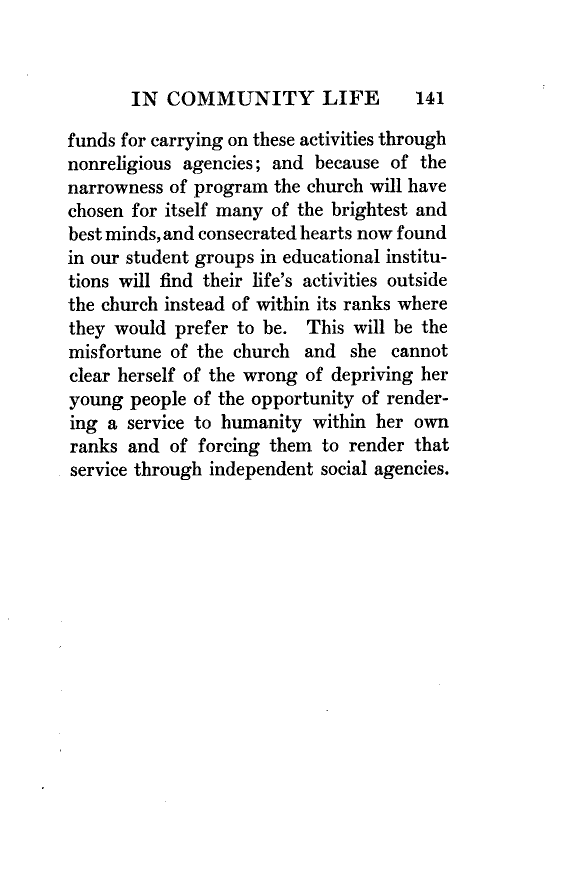 IN COMMUNITY LIFE 141
funds for carrying on these activities through
nonreligious agencies; and because of the
narrowness of program the church will have
chosen for itself many of the brightest and
best minds, and consecrated hearts now found
in our student groups in educational institu-
tions will find their life's activities outside
the church instead of within its ranks where
they would prefer to be. This will be the
misfortune of the church and she cannot
clear herself of the wrong of depriving her
young people of the opportunity of render-
ing a service to humanity within her own
ranks and of forcing them to render that
service through independent social agencies.